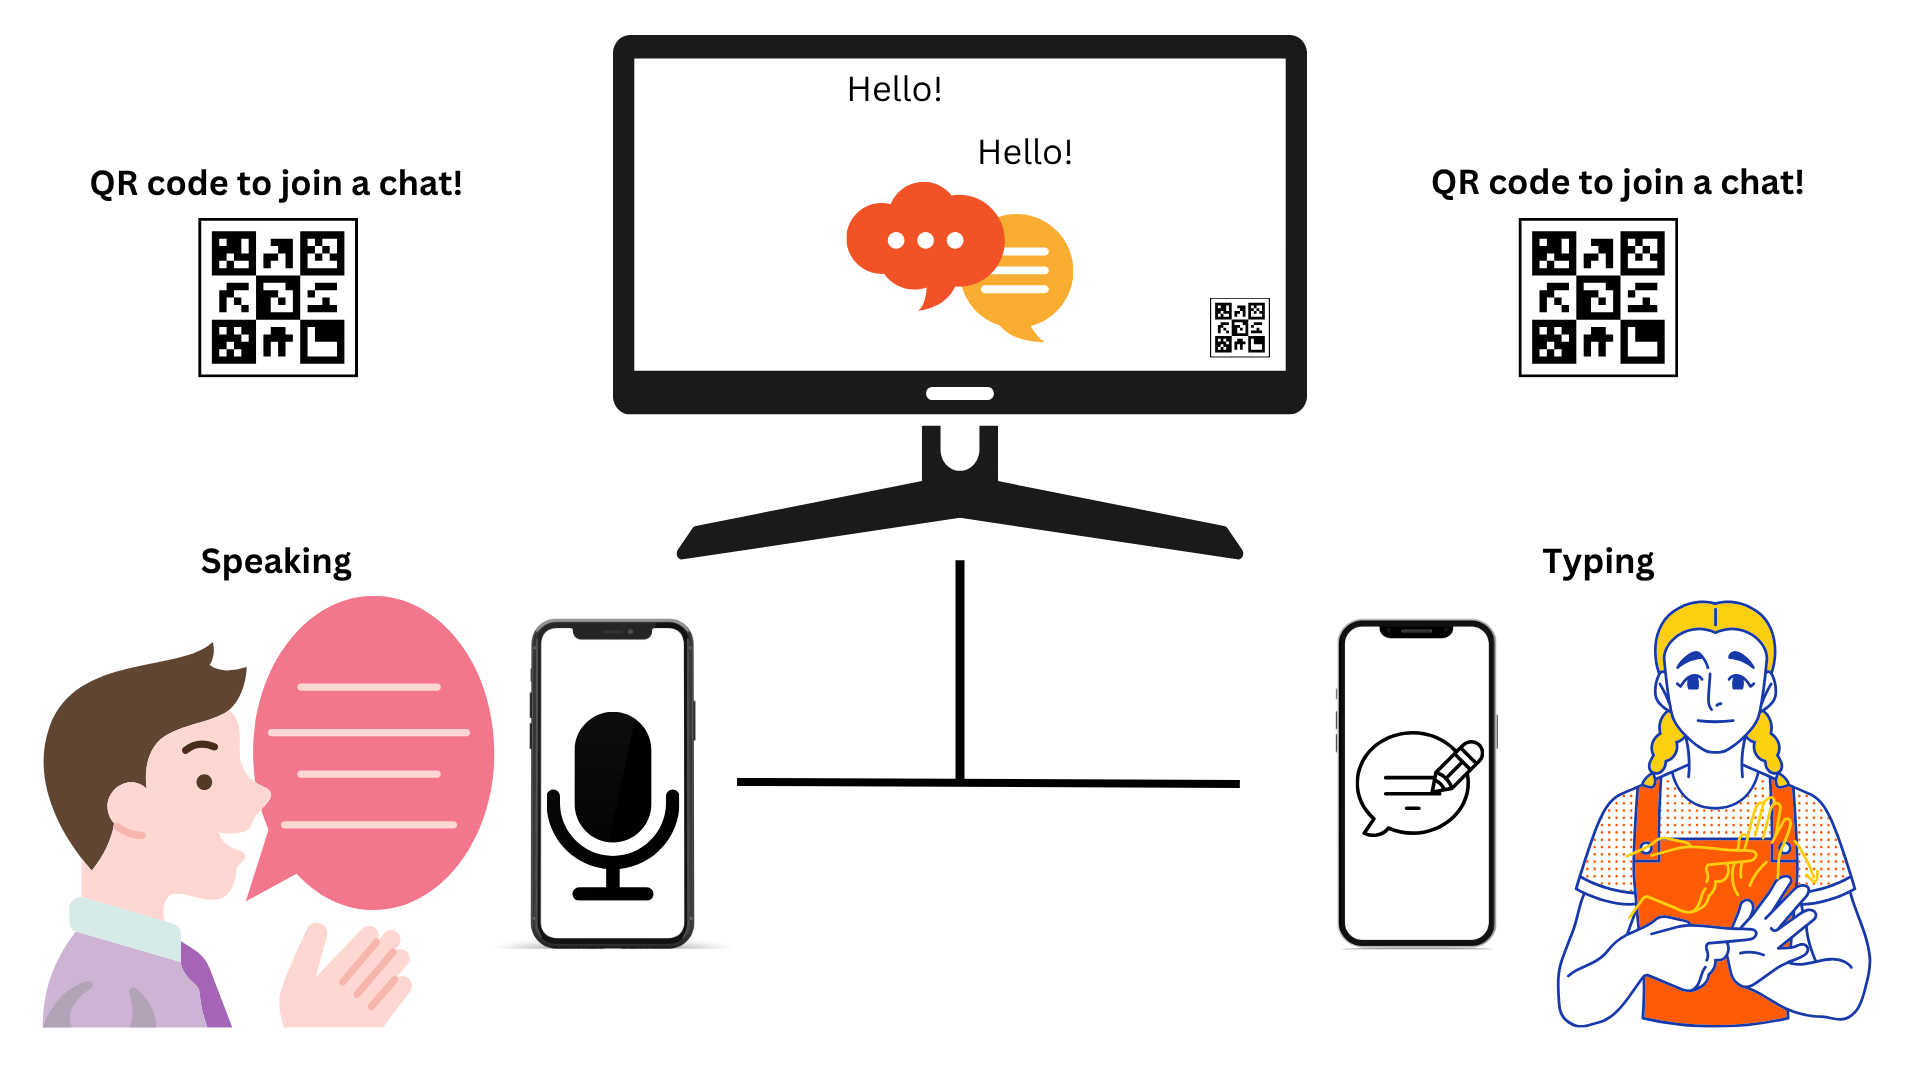 Hello!
Hello!
QR code to join a chat!
QR code to join a chat!
Speaking
Typing